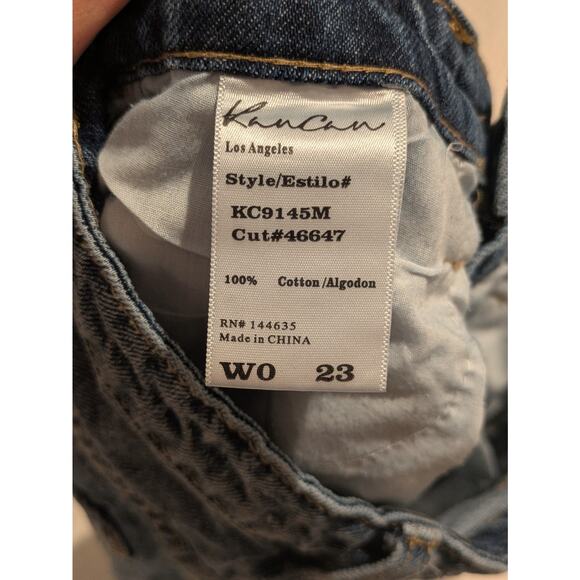 KanCan
Los Angeles
Style/Estilo#
KC9145M
Cut#46647
100% Cotton/Algodon
RN# 144635
Made in CHINA
W0 23